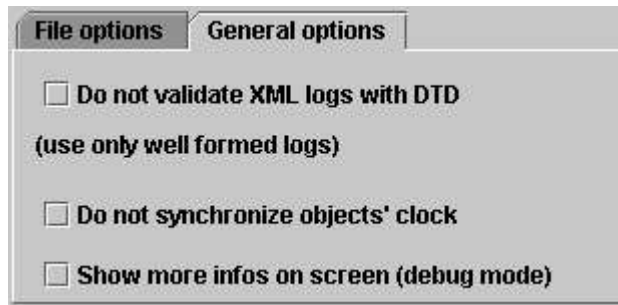 File options General options
Do not validate XML logs with DTD
(use only well formed logs)
Do not synchronize objects' clock
Show more infos on screen (debug mode)